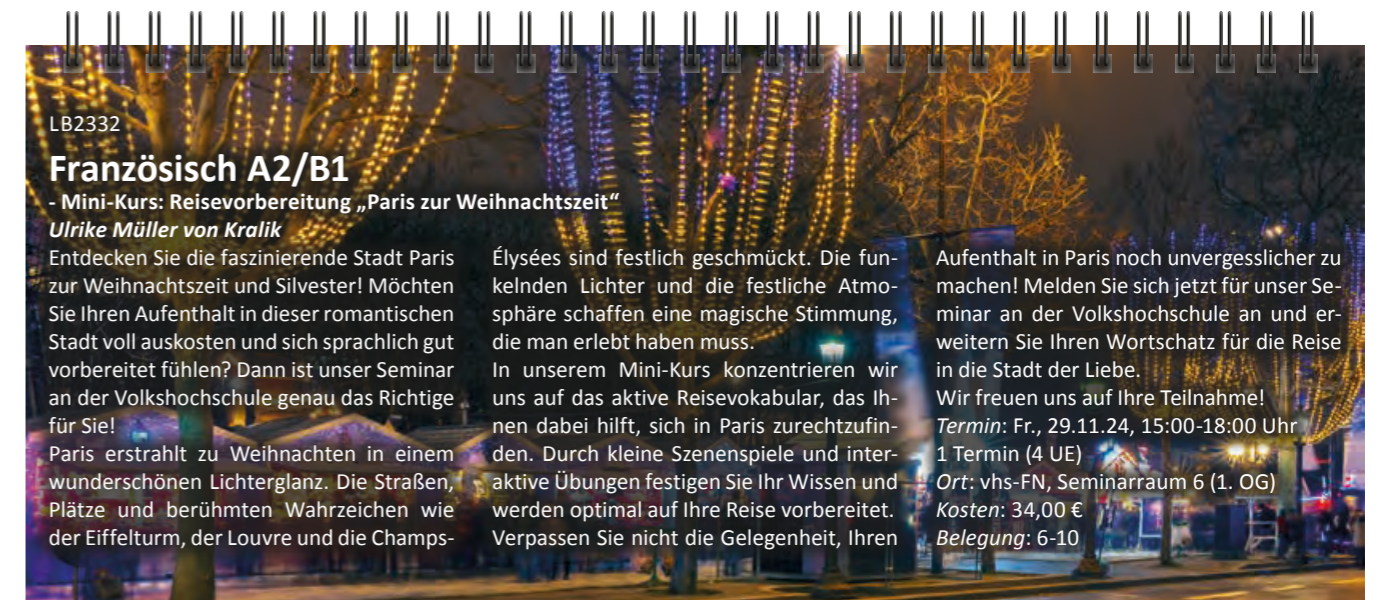 LB2332
Französisch A2/B1
- Mini-Kurs: Reisevorbereitung „Paris zur Weihnachtszeit“
Ulrike Müller von Kralik
Entdecken Sie die faszinierende Stadt Paris
zur Weihnachtszeit und Silvester! Möchten
Sie Ihren Aufenthalt in dieser romantischen
Stadt voll auskosten und sich sprachlich gut
vorbereitet fühlen? Dann ist unser Seminar
an der Volkshochschule genau das Richtige
für Sie!
Paris erstrahlt zu Weihnachten in einem
wunderschönen Lichterglanz. Die Straßen,
Plätze und berühmten Wahrzeichen wie
der Eiffelturm, der Louvre und die Champs-
Élysées sind festlich geschmückt. Die fun-
kelnden Lichter und die festliche Atmo-
sphäre schaffen eine magische Stimmung,
die man erlebt haben muss.
In unserem Mini-Kurs konzentrieren wir
uns auf das aktive Reisevokabular, das Ih-
nen dabei hilft, sich in Paris zurechtzufin-
den. Durch kleine Szenenspiele und inter-
aktive Übungen festigen Sie Ihr Wissen und
werden optimal auf Ihre Reise vorbereitet.
Verpassen Sie nicht die Gelegenheit, Ihren
Aufenthalt in Paris noch unvergesslicher zu
machen! Melden Sie sich jetzt für unser Se-
minar an der Volkshochschule an und er-
weitern Sie Ihren Wortschatz für die Reise
in die Stadt der Liebe.
Wir freuen uns auf Ihre Teilnahme!
Termin: Fr., 29.11.24, 15:00-18:00 Uhr
1 Termin (4 UE)
Ort: vhs-FN, Seminarraum 6 (1. OG)
Kosten: 34,00 €
Belegung: 6-10